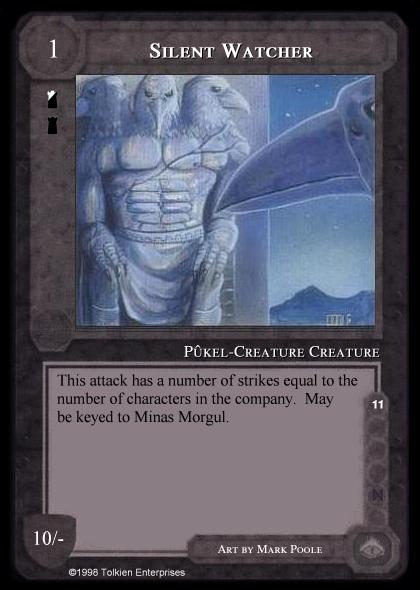 1
SILENT WATCHER
PÛKEL-CREATURE CREATURE
This attack has a number of strikes equal to the
number of characters in the company.  May
be keyed to Minas Morgul.
11
10/-
ART BY MARK POOLE
©1998 Tolkien Enterprises